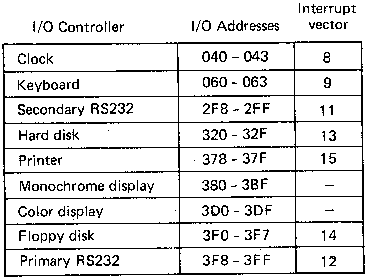 I/O Controller I/O Addresses Interrupt vector
Clock 040 – 043 8
Keyboard 060 – 063 9
Secondary RS232 2F8 – 2FF 11
Hard disk 320 – 32F 13
Printer 378 – 37F 15
Monochrome display 380 – 3BF –
Color display 3D0 – 3DF –
Floppy disk 3F0 – 3F7 14
Primary RS232 3F8 – 3FF 12